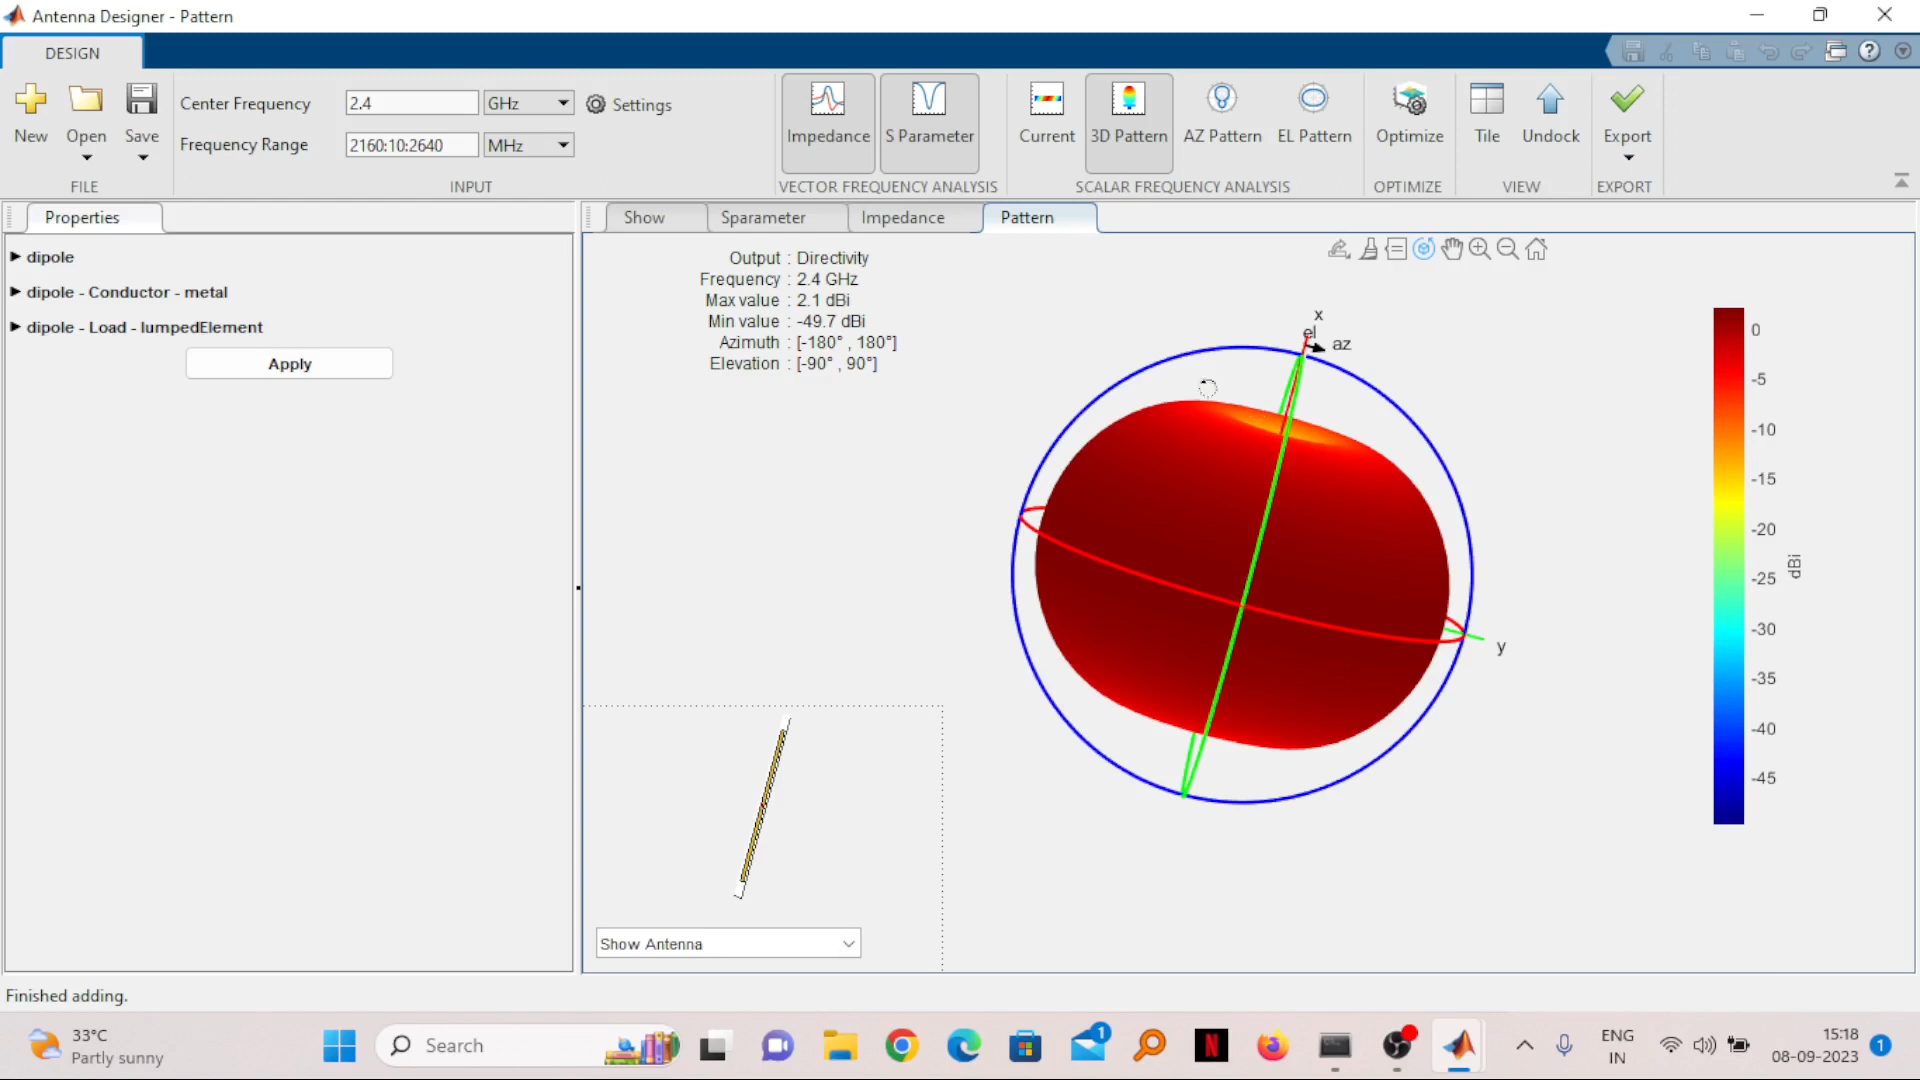 Antenna Designer - Pattern
DESIGN
New
Open
Save
FILE
Center Frequency
2.4
GHz
Settings
Frequency Range
2160:10:2640
MHz
INPUT
Impedance
S Parameter
VECTOR FREQUENCY ANALYSIS
Current
3D Pattern
AZ Pattern
EL Pattern
SCALAR FREQUENCY ANALYSIS
Optimize
OPTIMIZE
Tile
Undock
VIEW
Export
EXPORT
Properties
dipole
dipole - Conductor - metal
dipole - Load - lumpedElement
Apply
Show
Sparameter
Impedance
Pattern
Output : Directivity
Frequency : 2.4 GHz
Max value : 2.1 dBi
Min value : -49.7 dBi
Azimuth : [-180° , 180°]
Elevation : [-90° , 90°]
x
el
az
y
0
-5
-10
-15
-20
-25
-30
-35
-40
-45
dBi
Show Antenna
Finished adding.
33°C
Partly sunny
Search
1
N
ENG
IN
15:18
08-09-2023
1